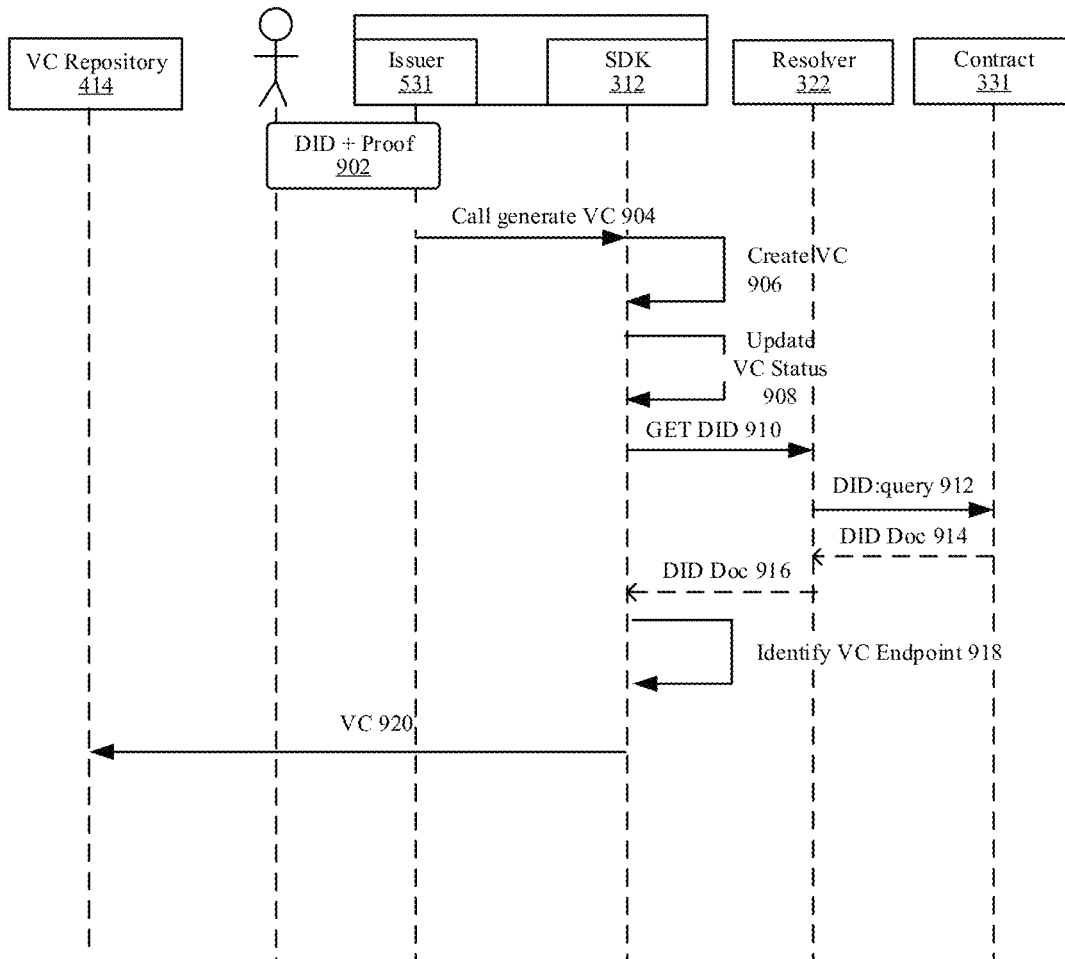 VC Repository
414
Issuer
531
SDK
312
Resolver
322
Contract
331
DID + Proof
902
Call generate VC 904
Create VC
906
Update
VC Status
908
GET DID 910
DID:query 912
DID Doc 914
DID Doc 916
Identify VC Endpoint 918
VC 920